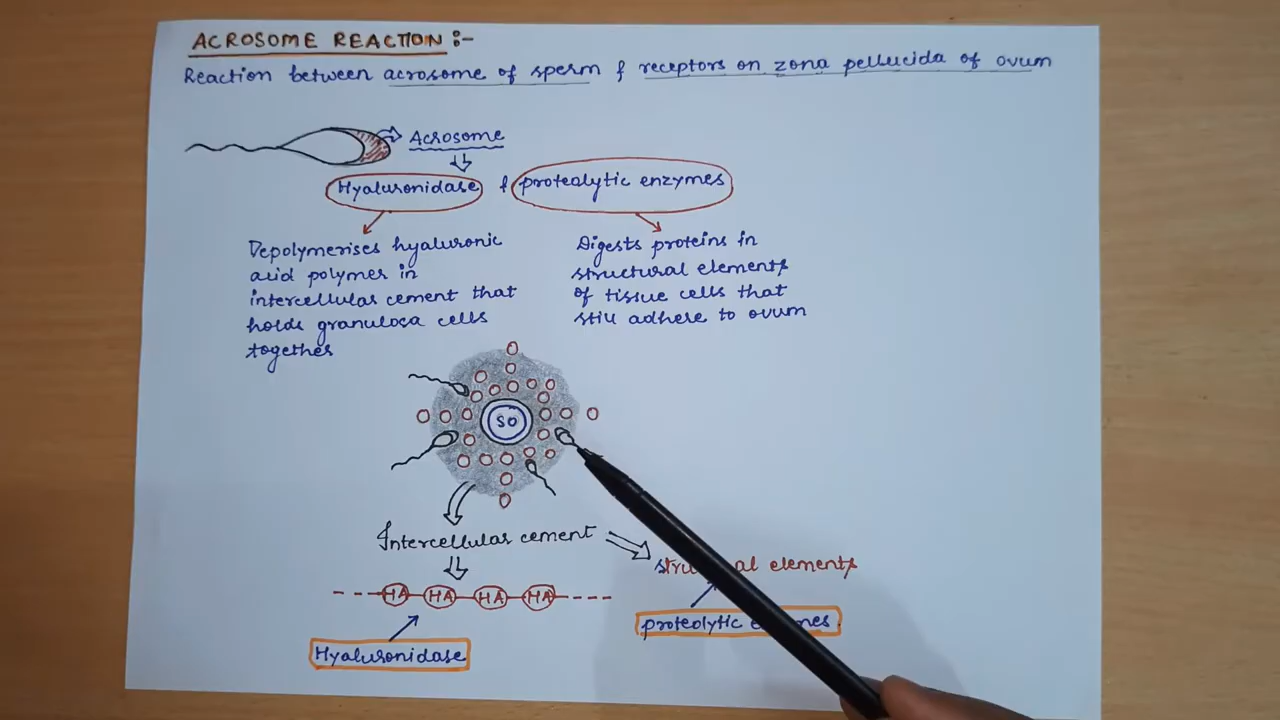 ACROSOME REACTION :-
Reaction between acrosome of sperm & receptors on zona pellucida of ovum
Acrosome
Hyaluronidase & proteolytic enzymes
Depolymerises hyaluronic
acid polymer in
intercellular cement that
holds granulosa cells
together
Digests proteins in
structural elements
of tissue cells that
still adhere to ovum
SO
Intercellular cement
elements
HA HA HA HA
proteolytic
Hyaluronidase